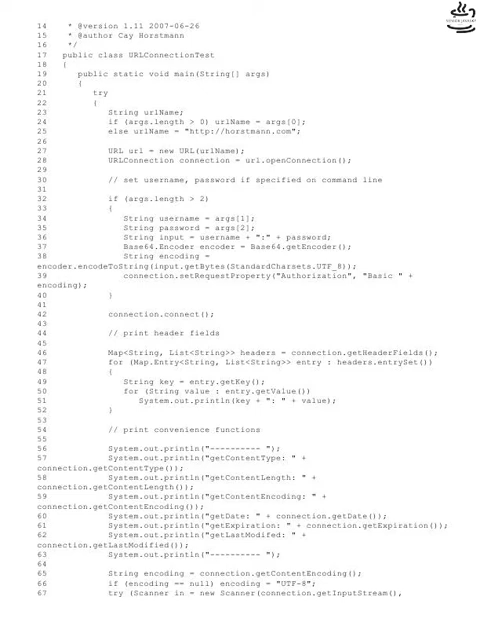 14 * @version 1.11 2007-06-26
15 * @author Cay Horstmann
16 */
17 public class URLConnectionTest
18 {
19 public static void main(String[] args)
20 {
21 try
22 {
23 String urlName;
24 if (args.length > 0) urlName = args[0];
25 else urlName = "http://horstmann.com";
26
27 URL url = new URL(urlName);
28 URLConnection connection = url.openConnection();
29
30 // set username, password if specified on command line
31
32 if (args.length > 2)
33 {
34 String username = args[1];
35 String password = args[2];
36 String input = username + ":" + password;
37 Base64.Encoder encoder = Base64.getEncoder();
38 String encoding =
encoder.encodeToString(input.getBytes(StandardCharsets.UTF_8));
39 connection.setRequestProperty("Authorization", "Basic " +
encoding);
40 }
41
42 connection.connect();
43
44 // print header fields
45
46 Map<String, List<String>> headers = connection.getHeaderFields();
47 for (Map.Entry<String, List<String>> entry : headers.entrySet())
48 {
49 String key = entry.getKey();
50 for (String value : entry.getValue())
51 System.out.println(key + ": " + value);
52 }
53
54 // print convenience functions
55
56 System.out.println("---------- ");
57 System.out.println("getContentType: " +
connection.getContentType());
58 System.out.println("getContentLength: " +
connection.getContentLength());
59 System.out.println("getContentEncoding: " +
connection.getContentEncoding());
60 System.out.println("getDate: " + connection.getDate());
61 System.out.println("getExpiration: " + connection.getExpiration());
62 System.out.println("getLastModifed: " +
connection.getLastModified());
63 System.out.println("---------- ");
64
65 String encoding = connection.getContentEncoding();
66 if (encoding == null) encoding = "UTF-8";
67 try (Scanner in = new Scanner(connection.getInputStream(),